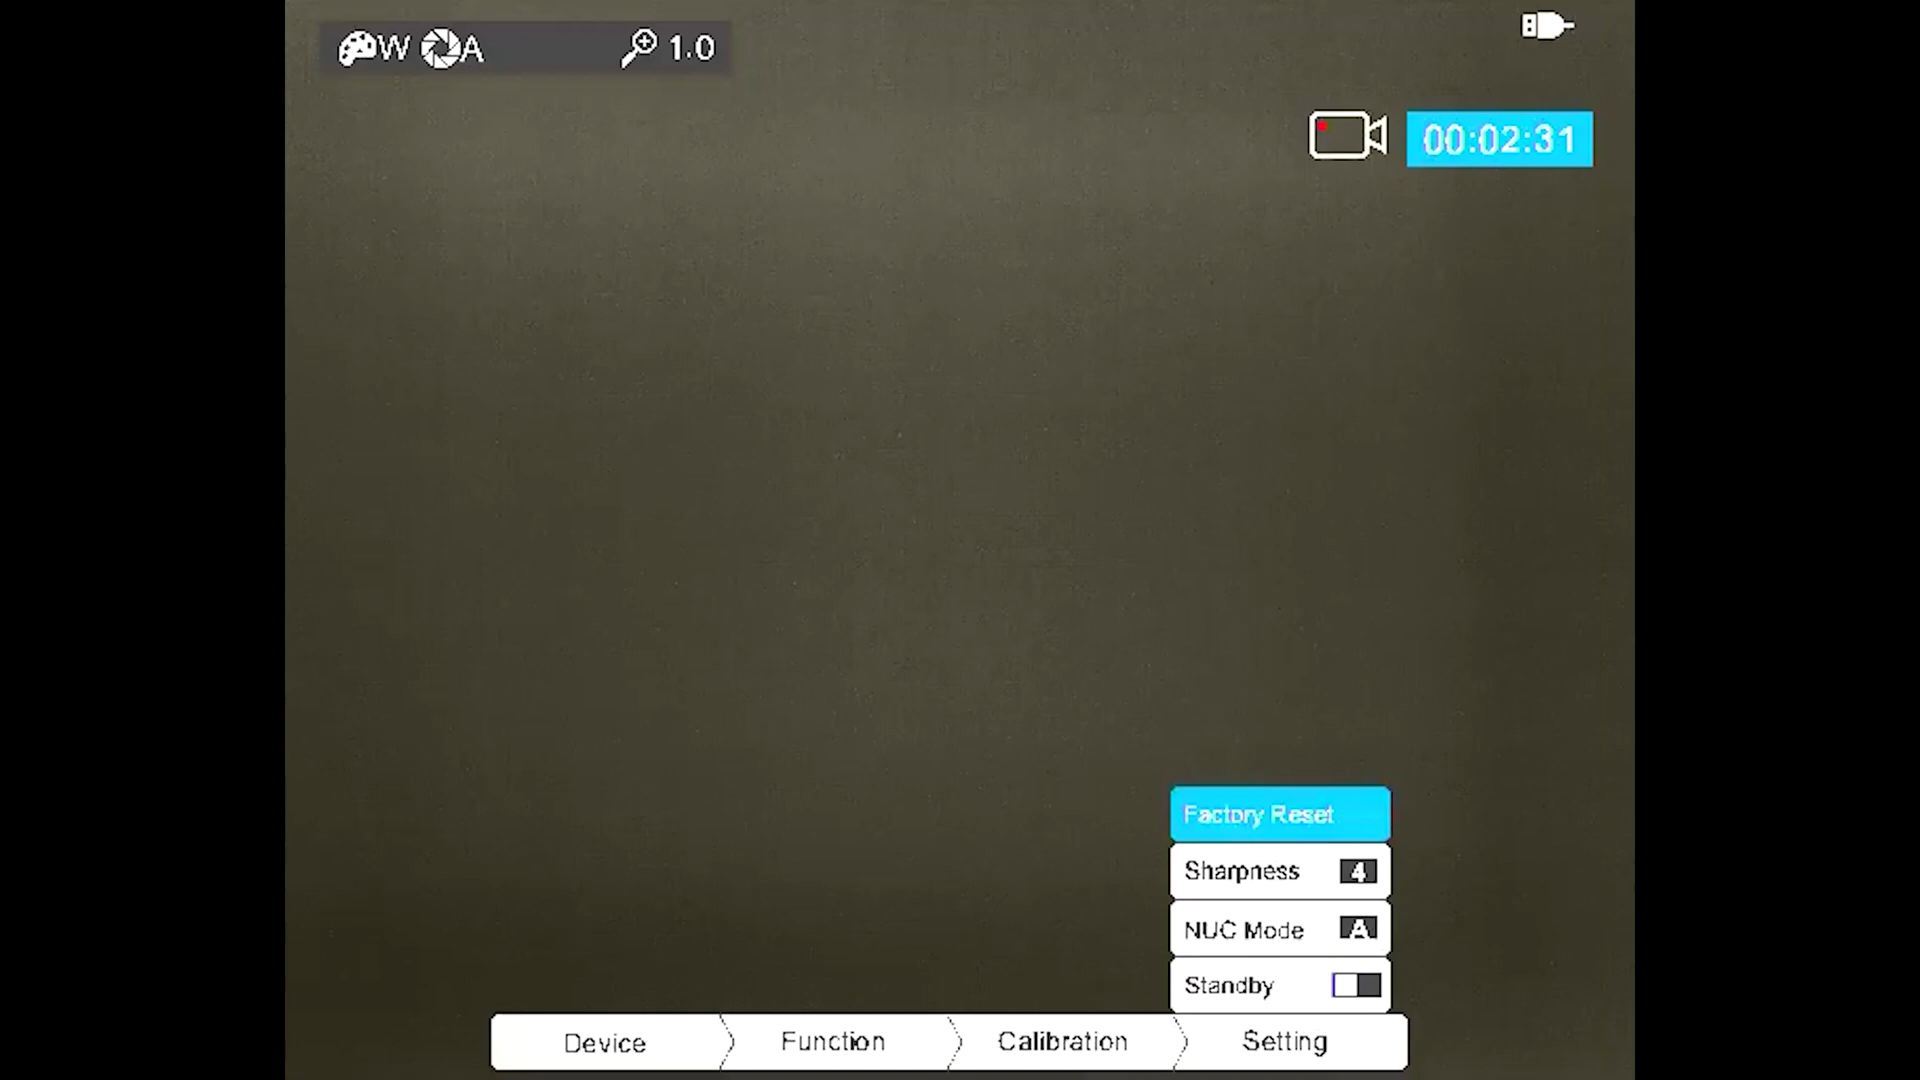 W A 1.0
00:02:31
Factory Reset
Sharpness 4
NUC Mode A
Standby
Device Function Calibration Setting